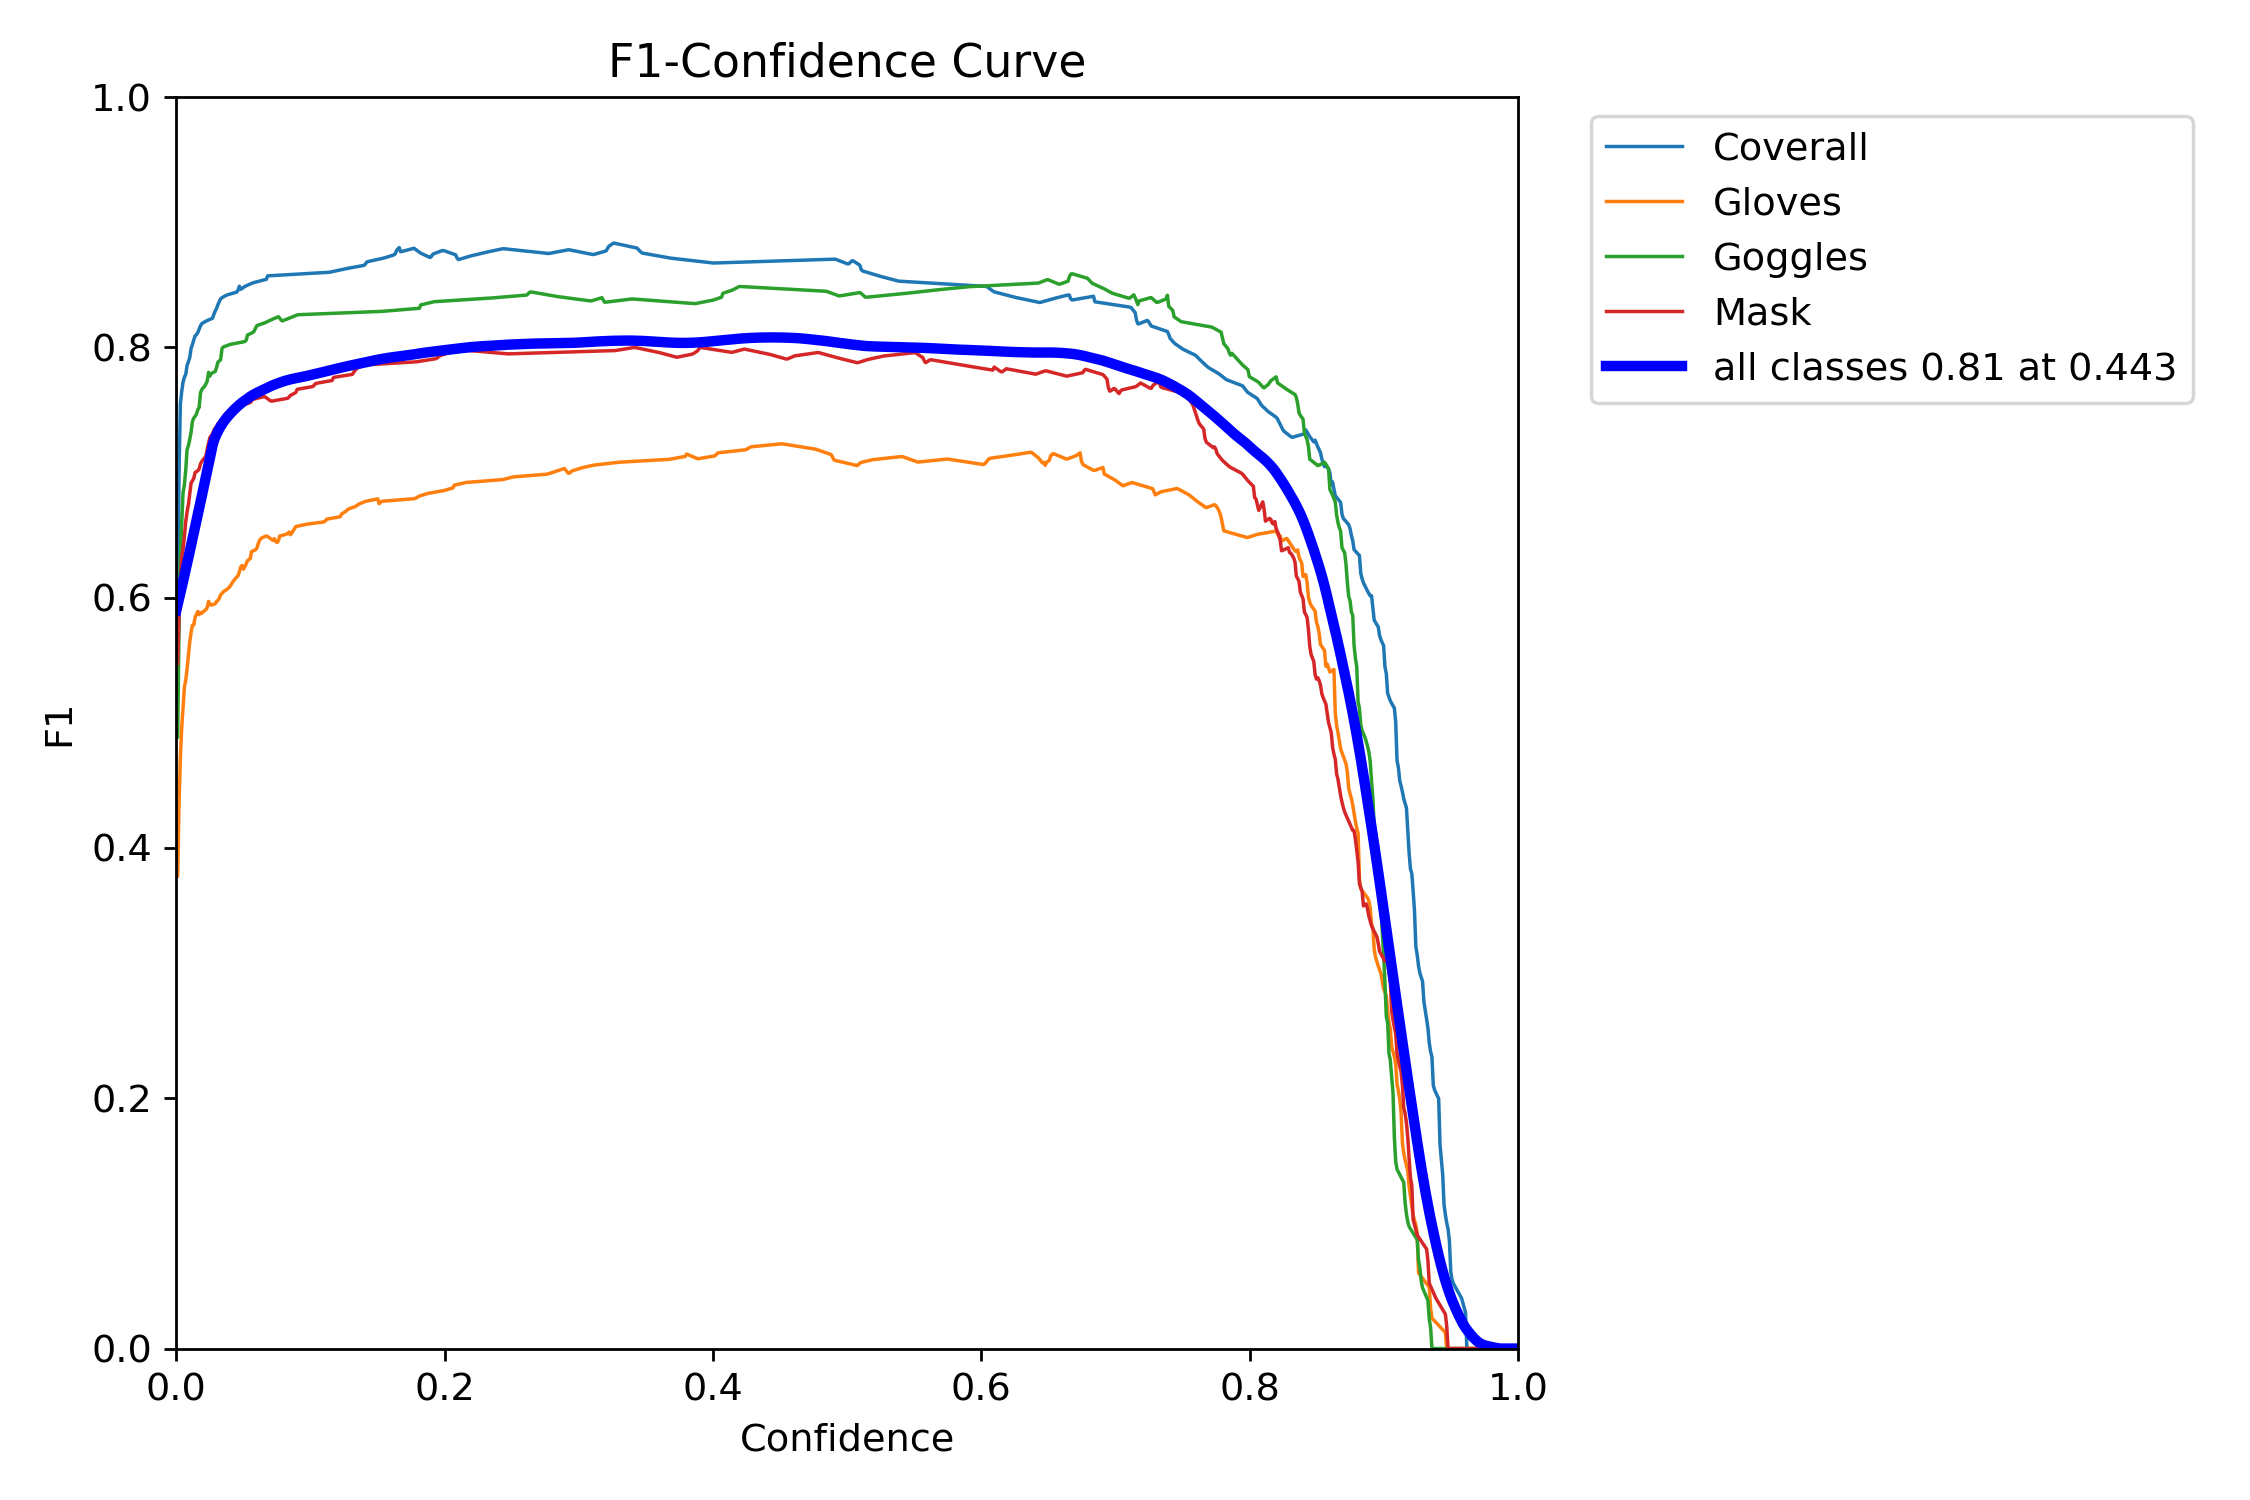 F1-Confidence Curve
1.0
0.8
0.6
0.4
0.2
0.0
F1
0.0 0.2 0.4 0.6 0.8 1.0
Confidence
Coverall
Gloves
Goggles
Mask
all classes 0.81 at 0.443